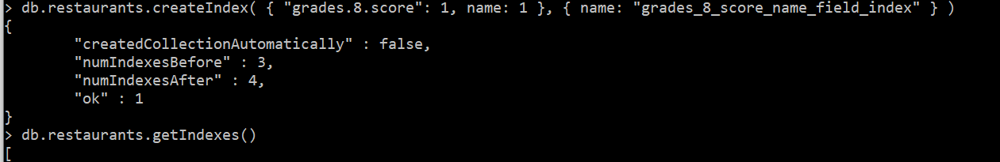 > db.restaurants.createIndex( { "grades.8.score": 1, name: 1 }, { name: "grades_8_score_name_field_index" } )
{
        "createdCollectionAutomatically" : false,
        "numIndexesBefore" : 3,
        "numIndexesAfter" : 4,
        "ok" : 1
}
> db.restaurants.getIndexes()
[